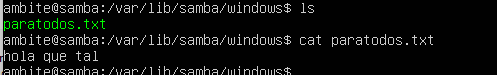 ambite@samba:/var/lib/samba/windows$ ls
paratodos.txt
ambite@samba:/var/lib/samba/windows$ cat paratodos.txt
hola que tal
ambite@samba:/var/lib/samba/windows$